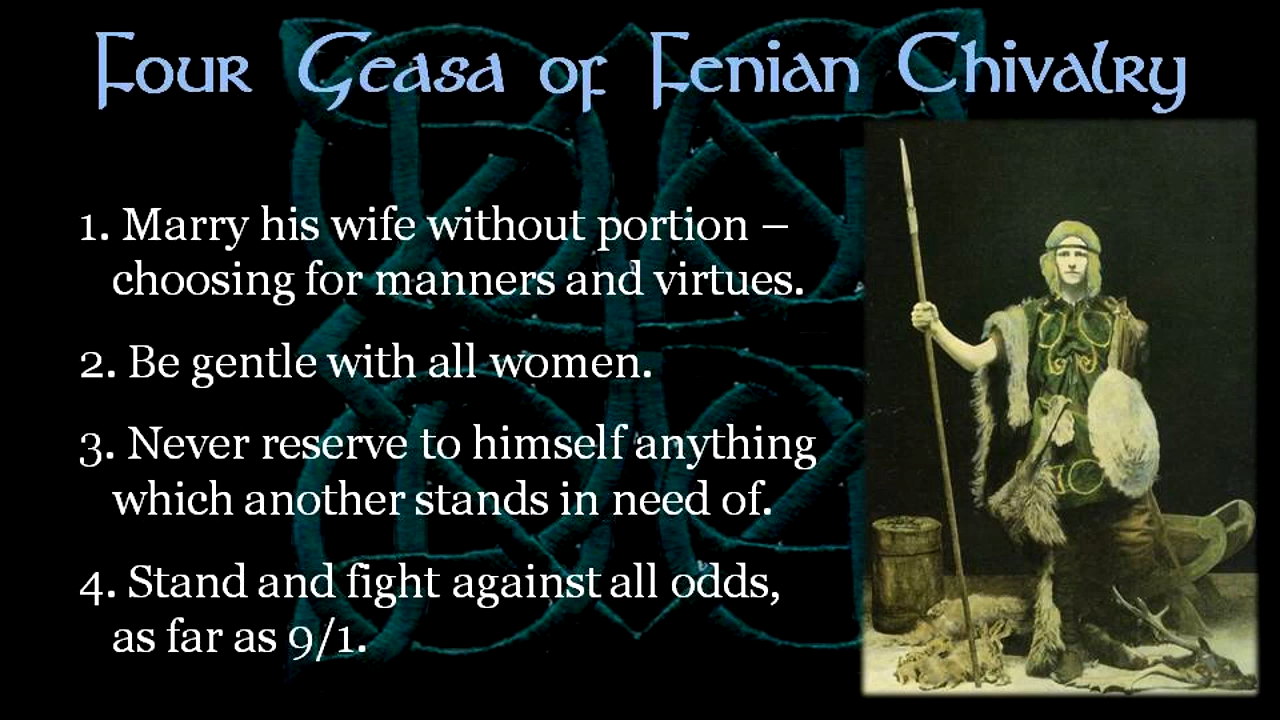 Four Geasa of Fenian Chivalry
1. Marry his wife without portion –
choosing for manners and virtues.
2. Be gentle with all women.
3. Never reserve to himself anything
which another stands in need of.
4. Stand and fight against all odds,
as far as 9/1.